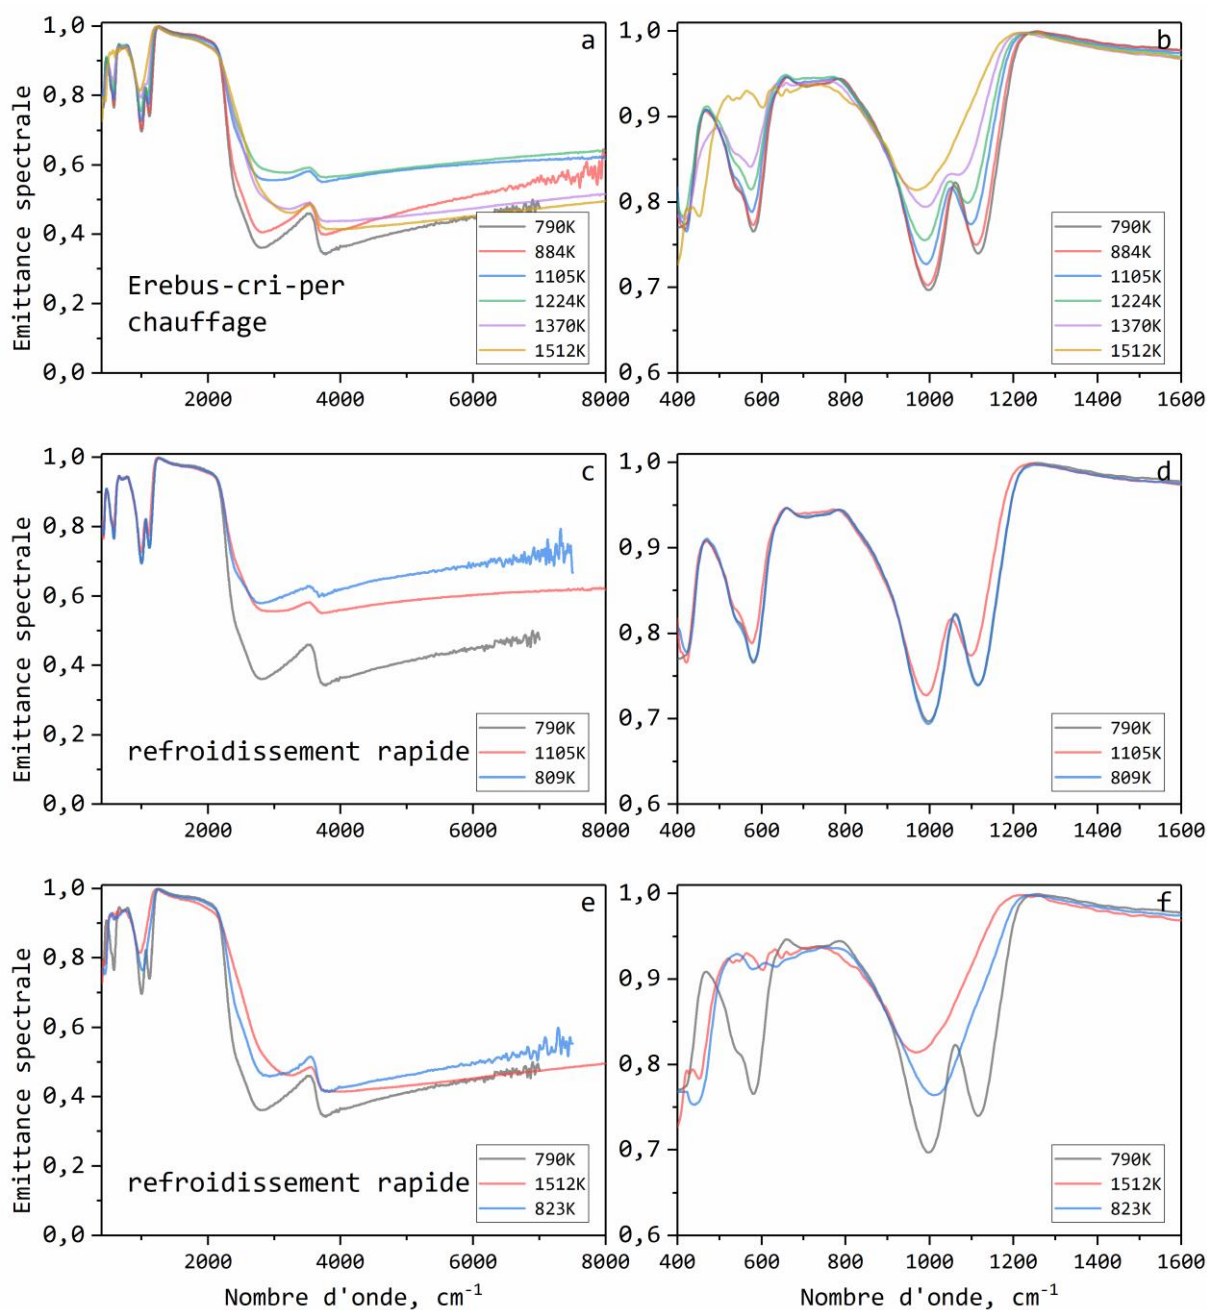 Emittance spectrale
1,0
0,8
0,6
0,4
0,2
0,0
a
790K
884K
1105K
1224K
1370K
1512K
Erebus-cri-per
chauffage
2000
4000
6000
8000
1,0
0,9
0,8
0,7
0,6
b
790K
884K
1105K
1224K
1370K
1512K
400
600
800
1000
1200
1400
1600
Emittance spectrale
1,0
0,8
0,6
0,4
0,2
0,0
c
790K
1105K
809K
refroidissement rapide
2000
4000
6000
8000
1,0
0,9
0,8
0,7
0,6
d
790K
1105K
809K
400
600
800
1000
1200
1400
1600
Emittance spectrale
1,0
0,8
0,6
0,4
0,2
0,0
e
790K
1512K
823K
refroidissement rapide
2000
4000
6000
8000
Nombre d'onde, cm⁻¹
1,0
0,9
0,8
0,7
0,6
f
790K
1512K
823K
400
600
800
1000
1200
1400
1600
Nombre d'onde, cm⁻¹